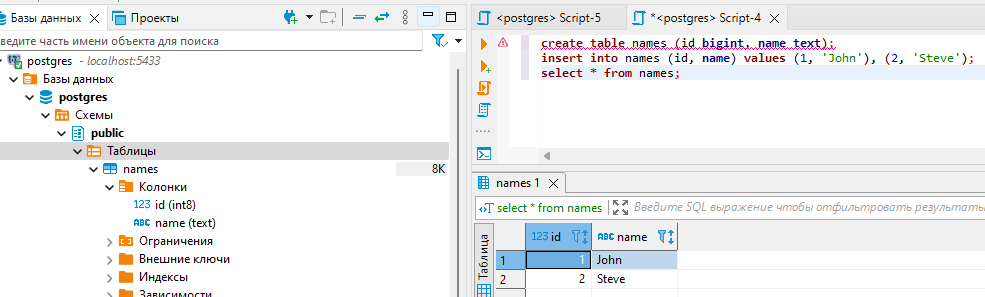 Базы данных
Проекты
ведите часть имени объекта для поиска
postgres - localhost:5433
Базы данных
postgres
Схемы
public
Таблицы
names 8K
Колонки
123 id (int8)
ABC name (text)
Ограничения
Внешние ключи
Индексы
Зависимости
<postgres> Script-5
*<postgres> Script-4
create table names (id bigint, name text);
insert into names (id, name) values (1, 'John'), (2, 'Steve');
select * from names;
names 1
select * from names
Введите SQL выражение чтобы отфильтровать результаты
Таблица
123 id ABC name
1 1 John
2 2 Steve